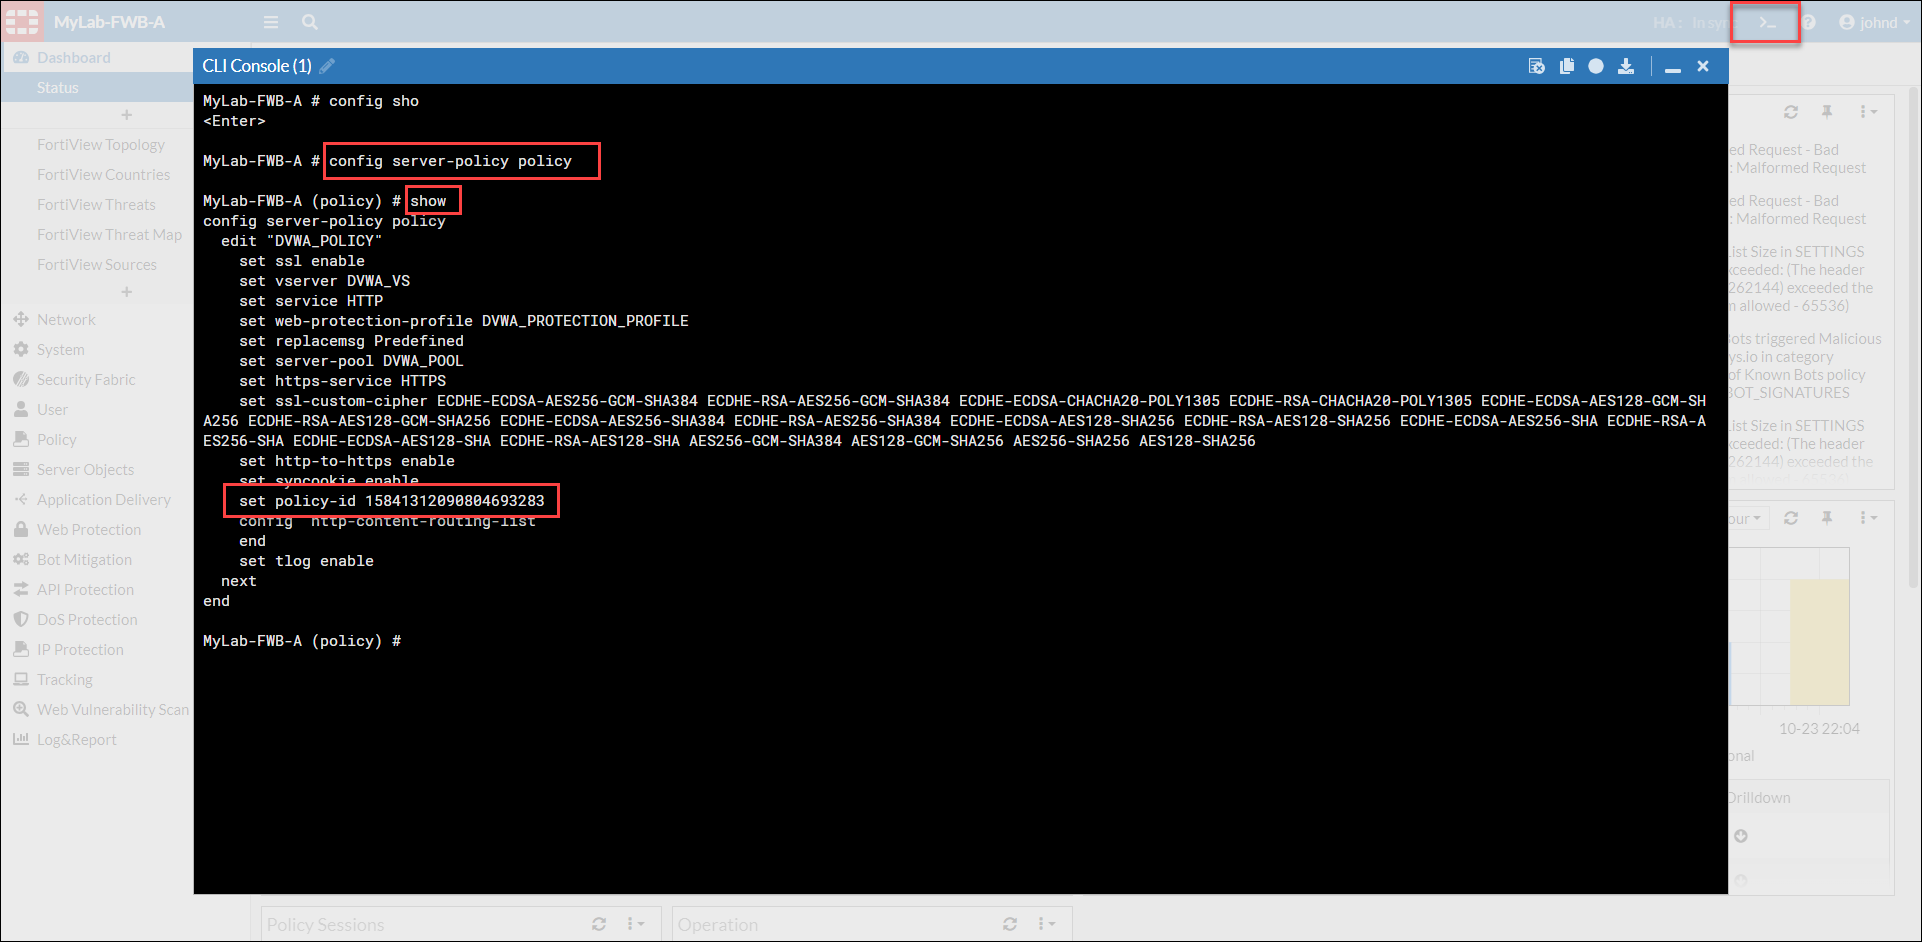 MyLab-FWB-A
HA: In sync
johnd
Dashboard
Status
+
FortiView Topology
FortiView Countries
FortiView Threats
FortiView Threat Map
FortiView Sources
+
Network
System
Security Fabric
User
Policy
Server Objects
Application Delivery
Web Protection
Bot Mitigation
API Protection
DoS Protection
IP Protection
Tracking
Web Vulnerability Scan
Log&Report
CLI Console (1)
MyLab-FWB-A # config sho
<Enter>
MyLab-FWB-A # config server-policy policy
MyLab-FWB-A (policy) # show
config server-policy policy
edit "DVWA_POLICY"
set ssl enable
set vserver DVWA_VS
set service HTTP
set web-protection-profile DVWA_PROTECTION_PROFILE
set replacemsg Predefined
set server-pool DVWA_POOL
set https-service HTTPS
set ssl-custom-cipher ECDHE-ECDSA-AES256-GCM-SHA384 ECDHE-RSA-AES256-GCM-SHA384 ECDHE-ECDSA-CHACHA20-POLY1305 ECDHE-RSA-CHACHA20-POLY1305 ECDHE-ECDSA-AES128-GCM-SH
A256 ECDHE-RSA-AES128-GCM-SHA256 ECDHE-ECDSA-AES256-SHA384 ECDHE-RSA-AES256-SHA384 ECDHE-ECDSA-AES128-SHA256 ECDHE-RSA-AES128-SHA256 ECDHE-ECDSA-AES256-SHA ECDHE-RSA-A
ES256-SHA ECDHE-ECDSA-AES128-SHA ECDHE-RSA-AES128-SHA AES256-GCM-SHA384 AES128-GCM-SHA256 AES256-SHA256 AES128-SHA256
set http-to-https enable
set syncookie enable
set policy-id 15841312090804693283
config  http-content-routing-list
end
set tlog enable
next
end
MyLab-FWB-A (policy) #
ed Request - Bad
: Malformed Request
ed Request - Bad
: Malformed Request
List Size in SETTINGS
xceeded: (The header
262144) exceeded the
m allowed - 65536)
Bots triggered Malicious
ys.io in category
of Known Bots policy
BOT_SIGNATURES
List Size in SETTINGS
xceeded: (The header
262144) exceeded the
our
10-23 22:04
onal
Drilldown
Policy Sessions
Operation